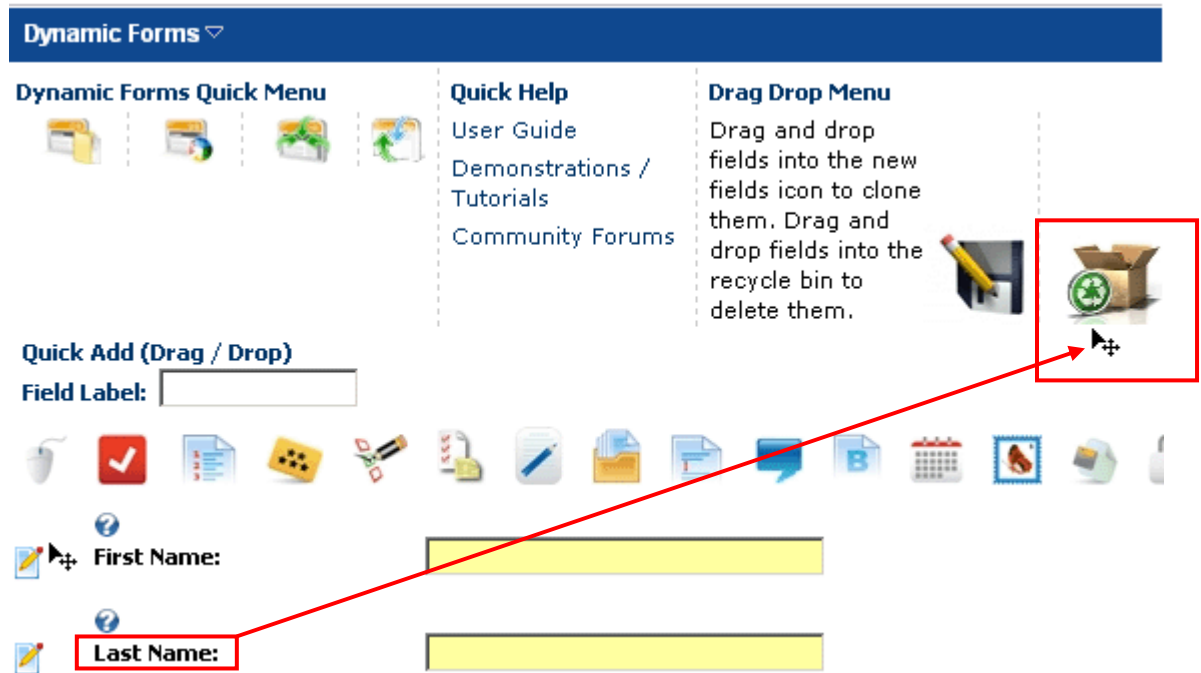 Dynamic Forms
Dynamic Forms Quick Menu
Quick Help
User Guide
Demonstrations /
Tutorials
Community Forums
Drag Drop Menu
Drag and drop
fields into the new
fields icon to clone
them. Drag and
drop fields into the
recycle bin to
delete them.
Quick Add (Drag / Drop)
Field Label:
First Name:
Last Name: